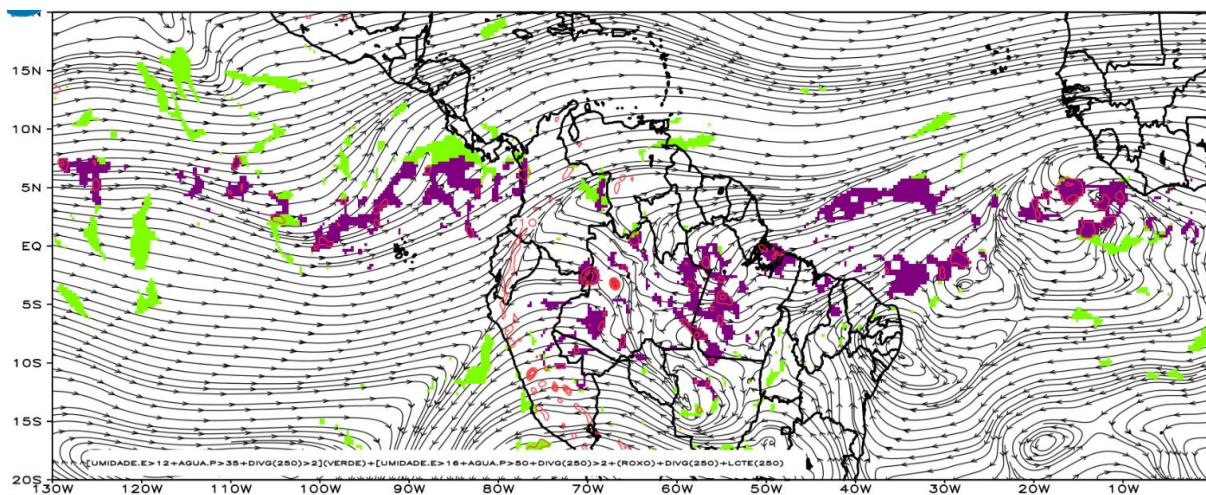 15N
10N
5N
EQ
5S
10S
15S
20S
10
[UMIDADE.E>12+AGUA.P>35+DIVG(250)>2](VERDE)+[UMIDADE.E>16+AGUA.P>50+DIVG(250)>2+(ROXO)+DIVG(250)+LCTE(250)
130W 120W 110W 100W 90W 80W 70W 60W 50W 40W 30W 20W 10W